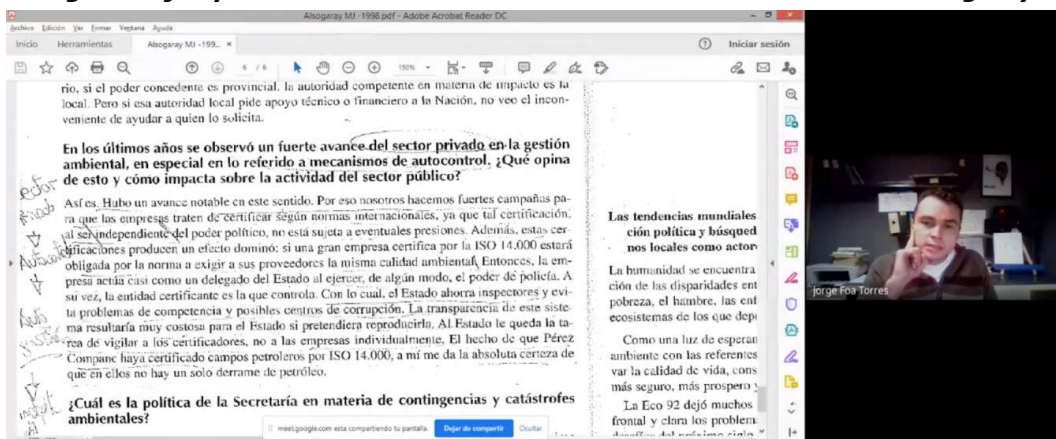 Alsogaray MJ -1998.pdf - Adobe Acrobat Reader DC
Archivo Edición Ver Firmar Ventana Ayuda
Inicio Herramientas Alsogaray MJ -199... × Iniciar sesión
6 / 6 150%
rio, si el poder concedente es provincial, la autoridad competente en materia de impacto es la
local. Pero si esa autoridad local pide apoyo técnico o financiero a la Nación, no veo el incon-
veniente de ayudar a quien lo solicita.
En los últimos años se observó un fuerte avance del sector privado en la gestión
ambiental, en especial en lo referido a mecanismos de autocontrol. ¿Qué opina
de esto y cómo impacta sobre la actividad del sector público?
Así es. Hubo un avance notable en este sentido. Por eso nosotros hacemos fuertes campañas pa-
ra que las empresas traten de certificar según normas internacionales, ya que tal certificación,
al ser independiente del poder político, no está sujeta a eventuales presiones. Además, estas cer-
tificaciones producen un efecto dominó: si una gran empresa certifica por la ISO 14.000 estará
obligada por la norma a exigir a sus proveedores la misma calidad ambiental. Entonces, la em-
presa actúa casi como un delegado del Estado al ejercer, de algún modo, el poder de policía. A
su vez, la entidad certificante es la que controla. Con lo cual, el Estado ahorra inspectores y evi-
ta problemas de competencia y posibles centros de corrupción. La transparencia de este siste-
ma resultaría muy costosa para el Estado si pretendiera reproducirla. Al Estado le queda la ta-
rea de vigilar a los certificadores, no a las empresas individualmente. El hecho de que Pérez
Companc haya certificado campos petroleros por ISO 14.000, a mí me da la absoluta certeza de
que en ellos no hay un solo derrame de petróleo.
¿Cuál es la política de la Secretaría en materia de contingencias y catástrofes
ambientales?
Las tendencias mundiales
ción política y búsqued
nos locales como actor
La humanidad se encuentra
ción de las disparidades ent
pobreza, el hambre, las enf
ecosistemas de los que dep
Como una luz de esperan
ambiente con las referentes
var la calidad de vida, cons
más seguro, más prospero y
La Eco 92 dejó muchos
frontal y clara los problem
meet.google.com está compartiendo tu pantalla. Dejar de compartir Ocultar
jorge Foa Torres